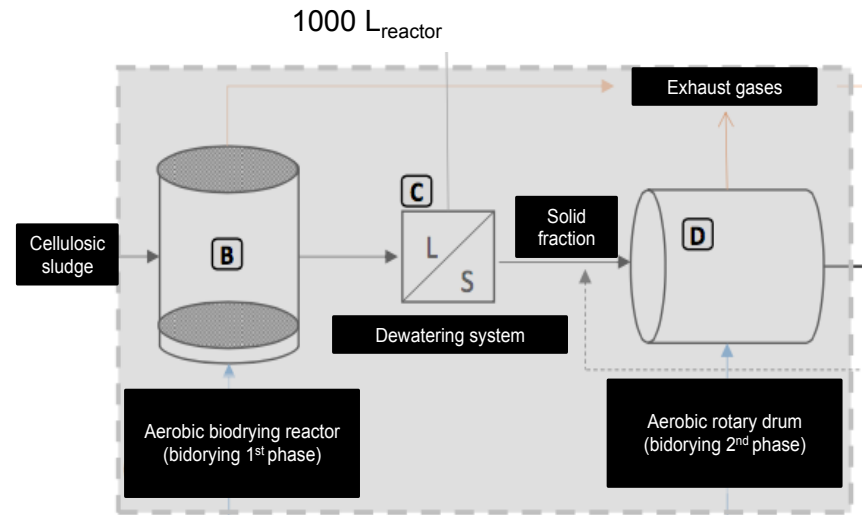 1000 Lreactor
Exhaust gases
C
Solid
fraction
Cellulosic
sludge
B
L
S
D
Dewatering system
Aerobic biodrying reactor
(bidorying 1st phase)
Aerobic rotary drum
(bidorying 2nd phase)